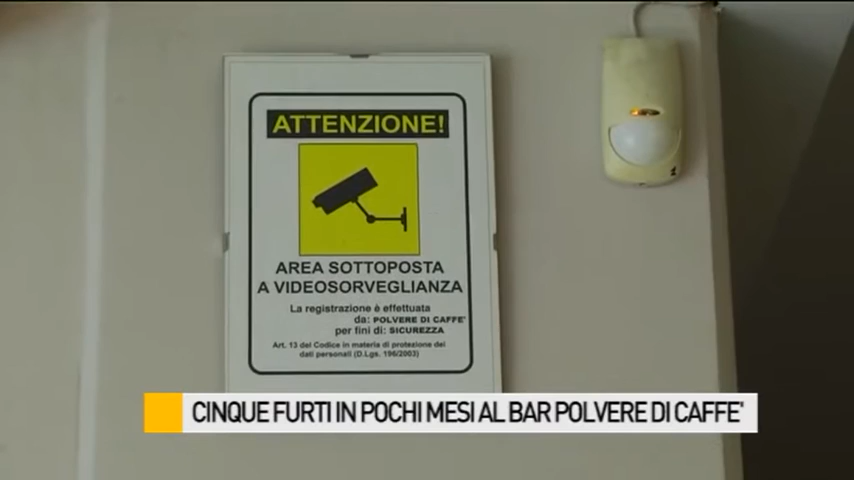 ATTENZIONE!
AREA SOTTOPOSTA
A VIDEOSORVEGLIANZA
La registrazione è effettuata
da: POLVERE DI CAFFE'
per fini di: SICUREZZA
Art. 13 del Codice in materia di protezione dei
dati personali (D.Lgs. 196/2003)
CINQUE FURTI IN POCHI MESI AL BAR POLVERE DI CAFFE'